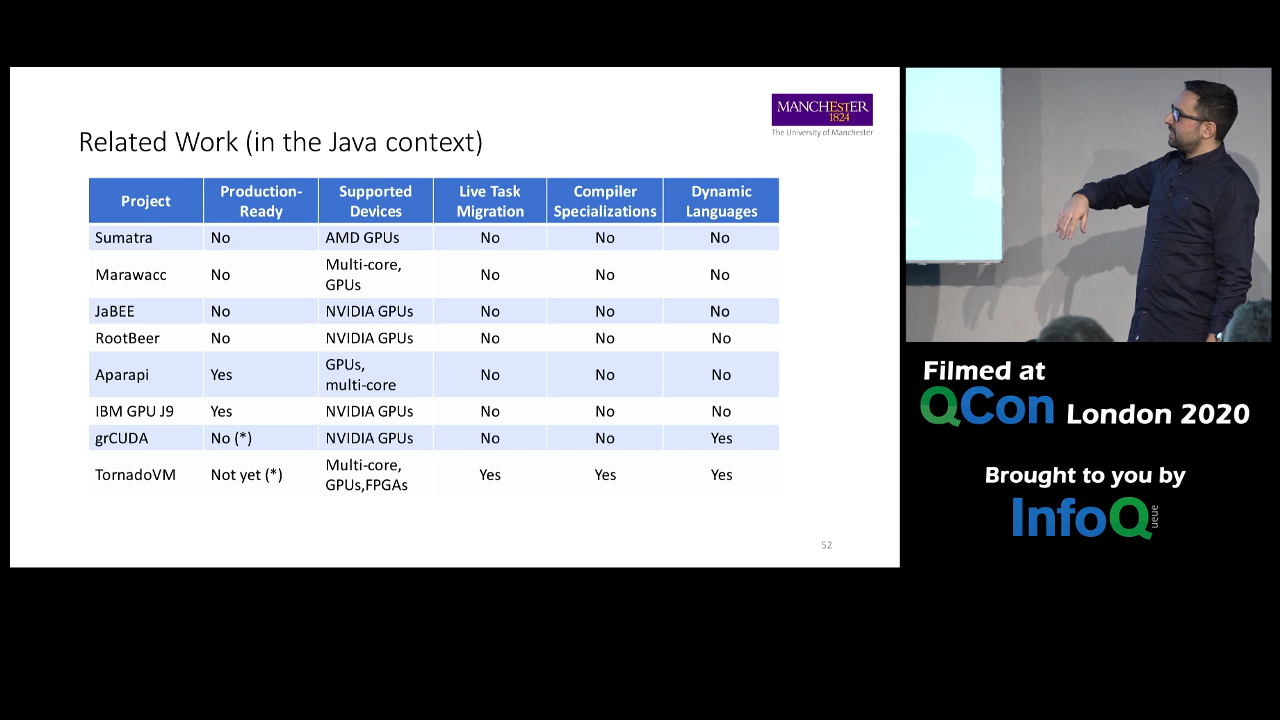 MANCHESTER
1824
The University of Manchester
Related Work (in the Java context)
Project Production-Ready Supported Devices Live Task Migration Compiler Specializations Dynamic Languages
Sumatra No AMD GPUs No No No
Marawacc No Multi-core, GPUs No No No
JaBEE No NVIDIA GPUs No No No
RootBeer No NVIDIA GPUs No No No
Aparapi Yes GPUs, multi-core No No No
IBM GPU J9 Yes NVIDIA GPUs No No No
grCUDA No (*) NVIDIA GPUs No No Yes
TornadoVM Not yet (*) Multi-core, GPUs,FPGAs Yes Yes Yes
52
Filmed at
QCon London 2020
Brought to you by
InfoQueue